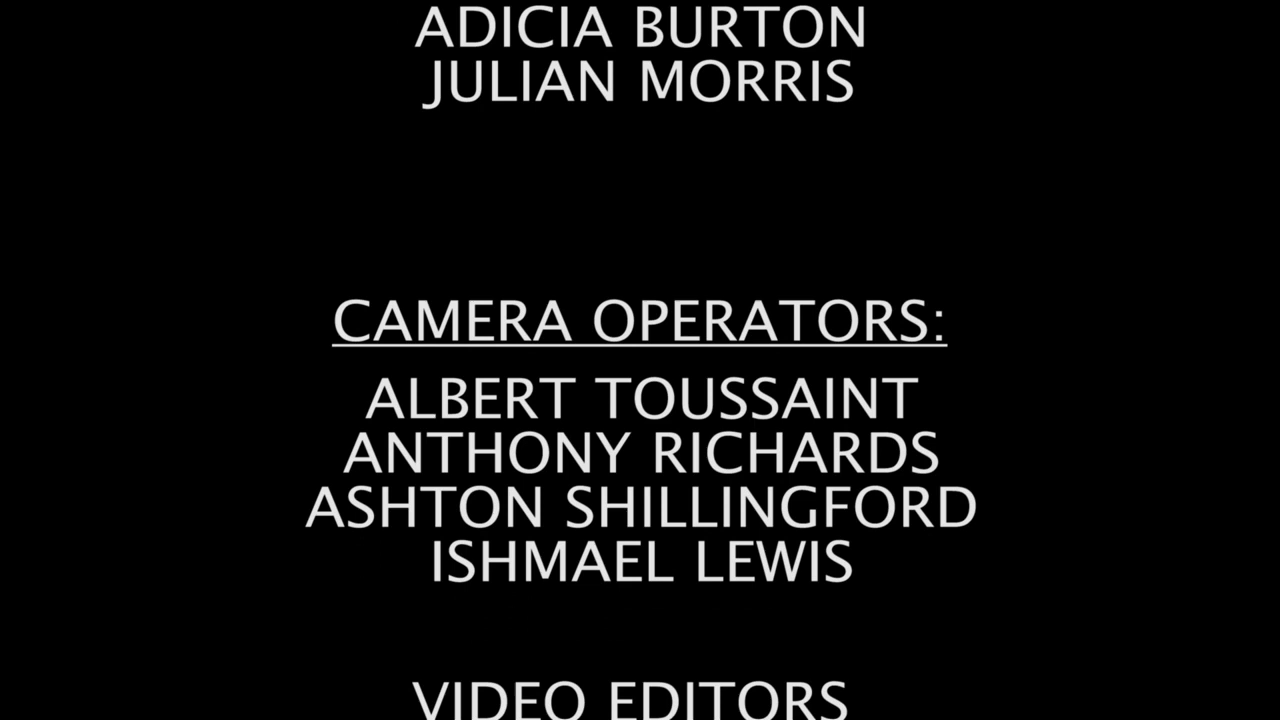 ADICIA BURTON
JULIAN MORRIS
CAMERA OPERATORS:
ALBERT TOUSSAINT
ANTHONY RICHARDS
ASHTON SHILLINGFORD
ISHMAEL LEWIS
VIDEO EDITORS